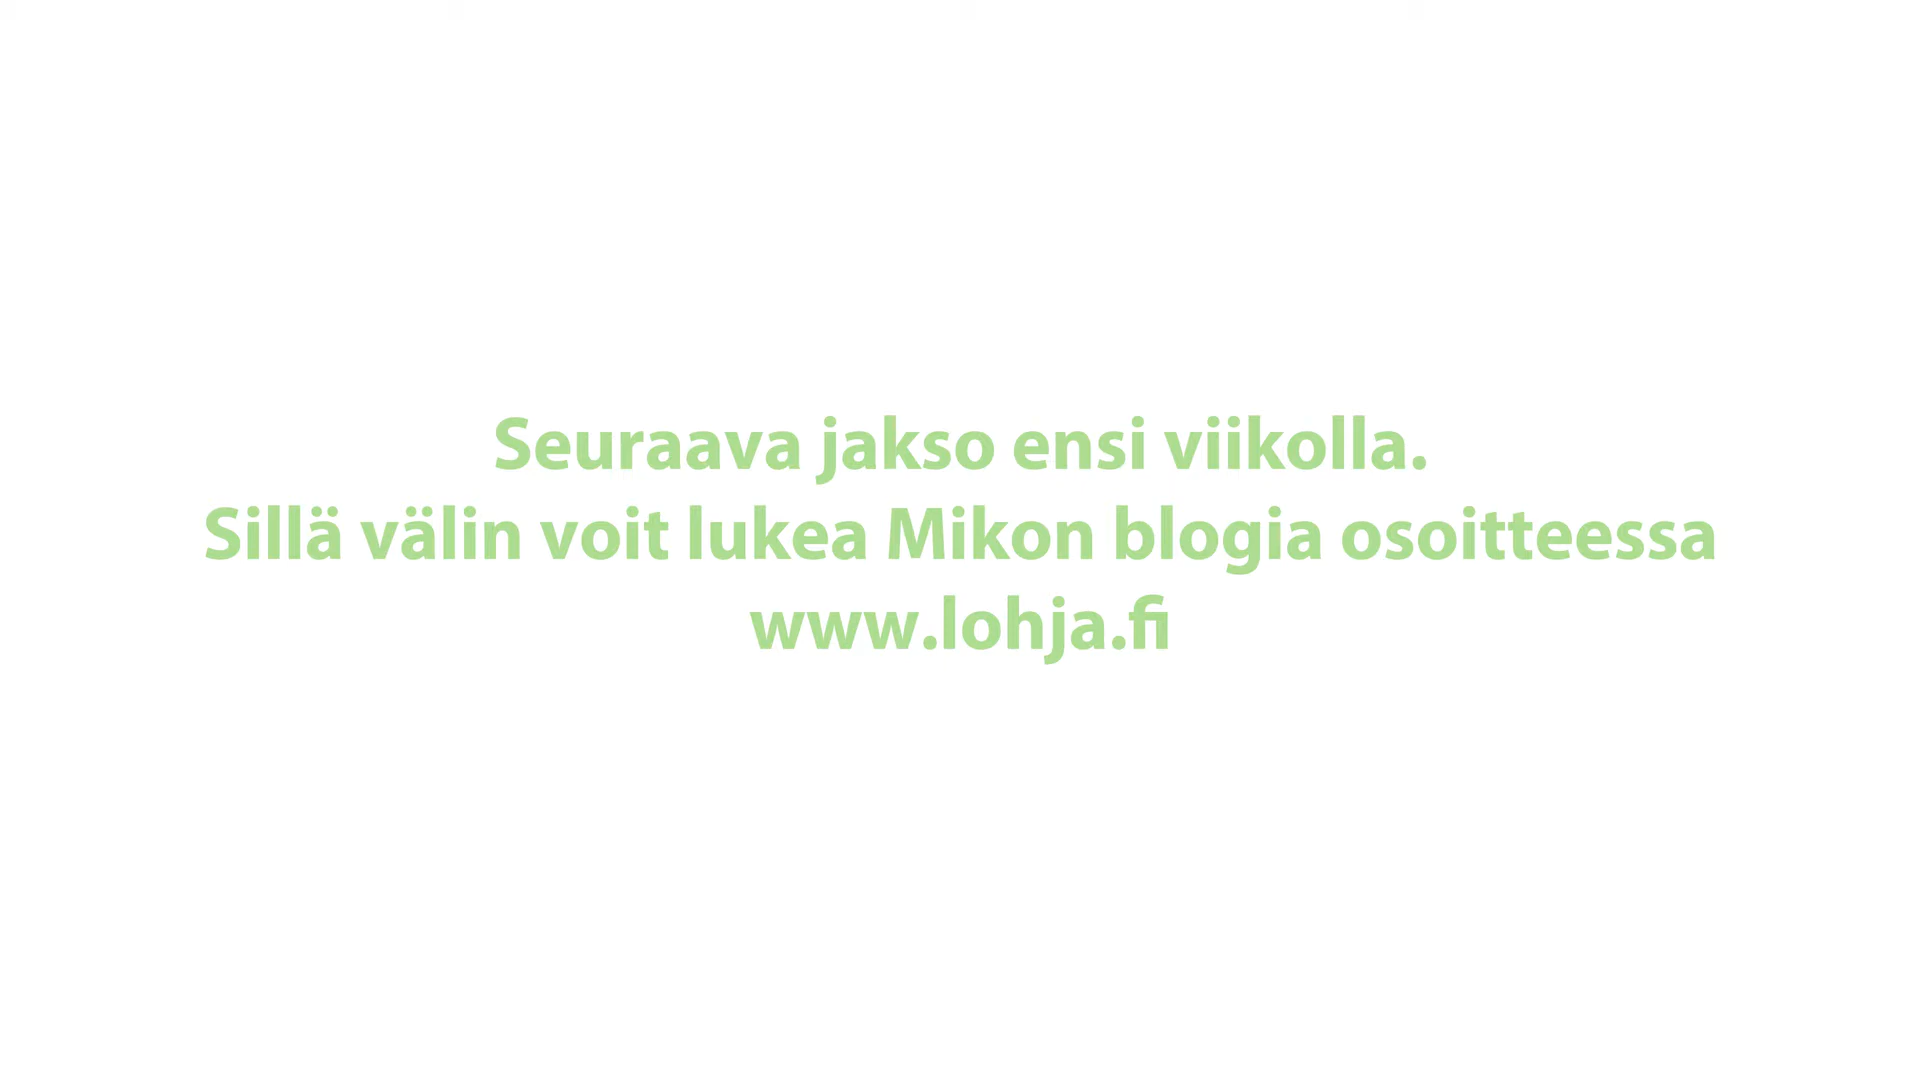 Seuraava jakso ensi viikolla.
Sillä välin voit lukea Mikon blogia osoitteessa
www.lohja.fi